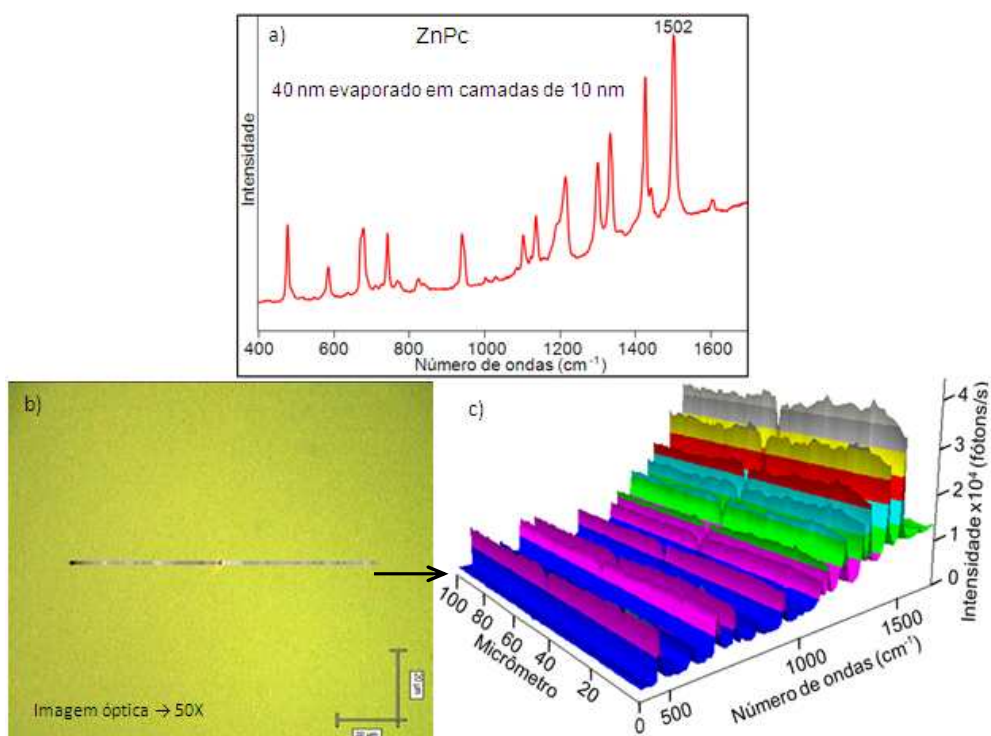 a)
ZnPc
1502
40 nm evaporado em camadas de 10 nm
Intensidade
400 600 800 1000 1200 1400 1600
Número de ondas (cm⁻¹)
b)
20 µm
Imagem óptica → 50X
c)
4
3
2
1
0
Intensidade x10⁴ (fótons/s)
100 80 60 40 20 0
Micrômetro
500 1000 1500
Número de ondas (cm⁻¹)